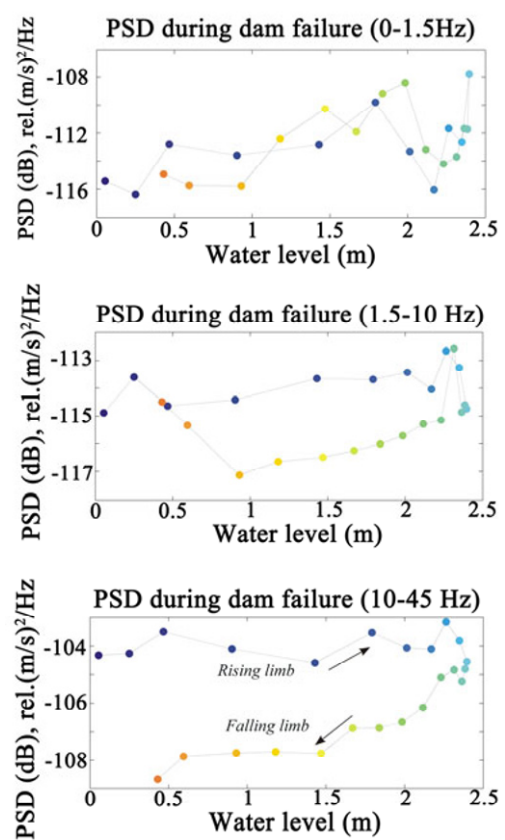 PSD during dam failure (0-1.5Hz)
PSD (dB), rel.(m/s)²/Hz
-108
-112
-116
0 0.5 1 1.5 2 2.5
Water level (m)
PSD during dam failure (1.5-10 Hz)
PSD (dB), rel.(m/s)²/Hz
-113
-115
-117
0 0.5 1 1.5 2 2.5
Water level (m)
PSD during dam failure (10-45 Hz)
PSD (dB), rel.(m/s)²/Hz
-104
Rising limb
-106
Falling limb
-108
0 0.5 1 1.5 2 2.5
Water level (m)